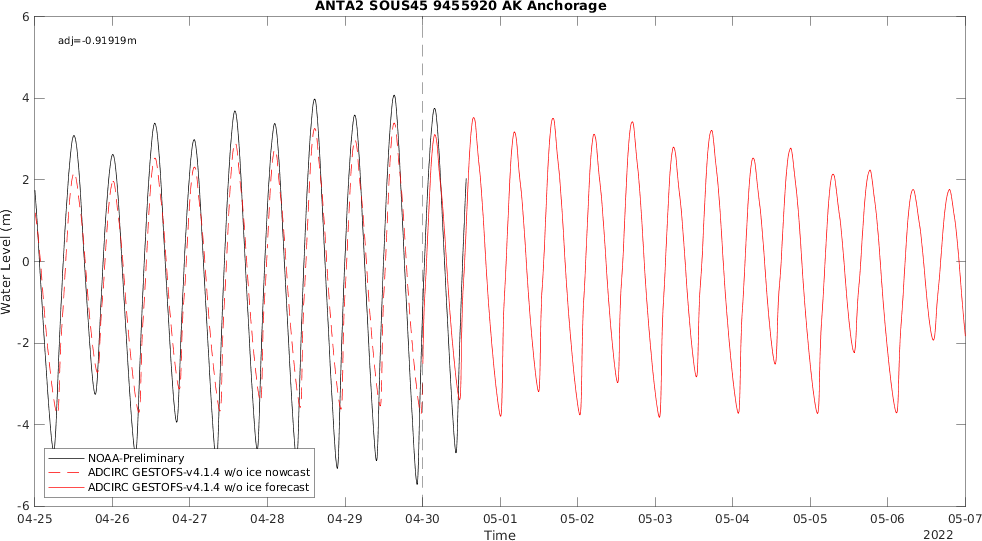 ANTA2 SOUS45 9455920 AK Anchorage
adj=-0.91919m
6
4
2
0
-2
-4
-6
Water Level (m)
NOAA-Preliminary
ADCIRC GESTOFS-v4.1.4 w/o ice nowcast
ADCIRC GESTOFS-v4.1.4 w/o ice forecast
04-25 04-26 04-27 04-28 04-29 04-30 05-01 05-02 05-03 05-04 05-05 05-06 05-07
Time
2022